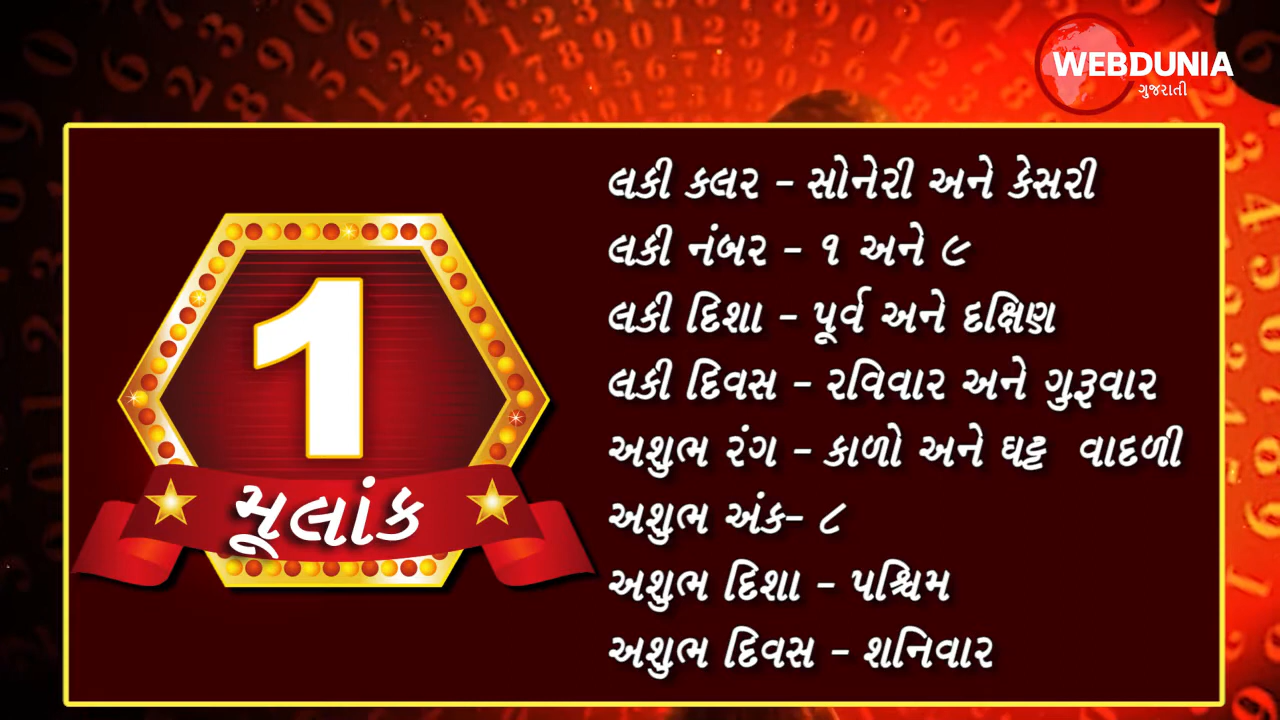 WEBDUNIA
ગુજરાતી
લકી કલર - સોનેરી અને કેસરી
લકી નંબર - ૧ અને ૯
લકી દિશા - પૂર્વ અને દક્ષિણ
લકી દિવસ - રવિવાર અને ગુરૂવાર
અશુભ રંગ - કાળો અને ઘટ્ટ વાદળી
અશુભ અંક- ૮
અશુભ દિશા - પશ્ચિમ
અશુભ દિવસ - શનિવાર
1
મૂલાંક